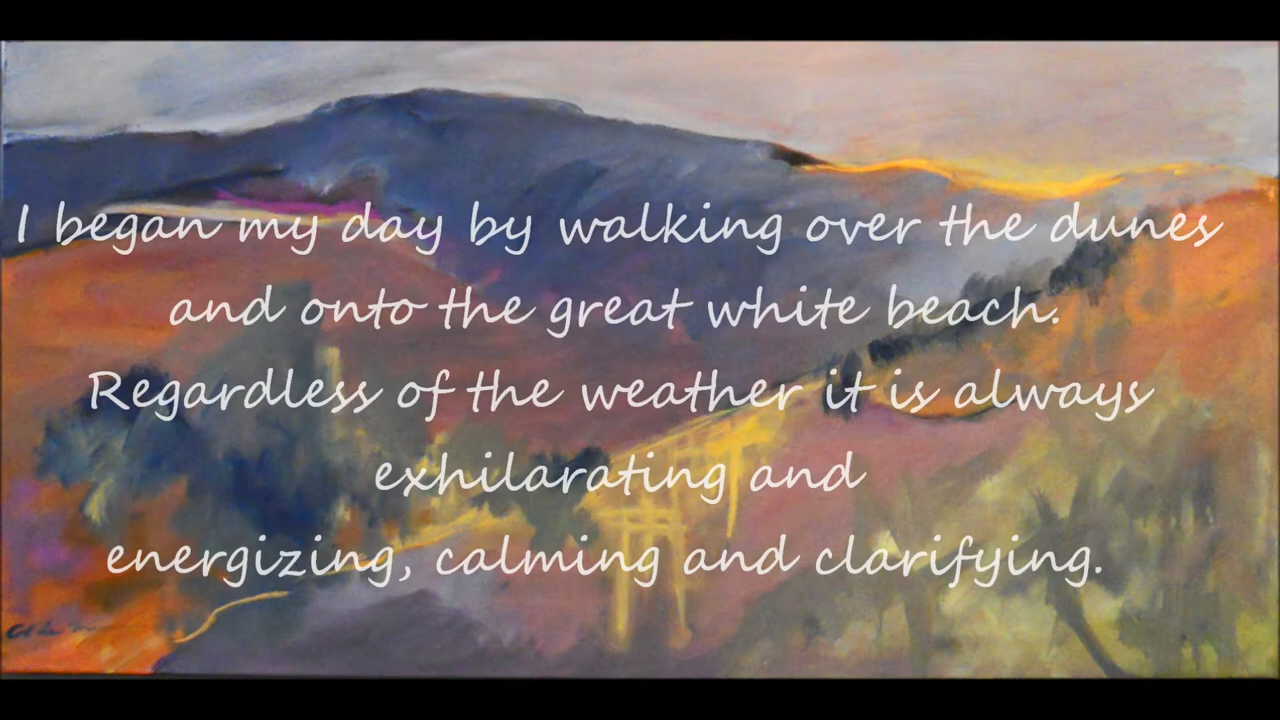 I began my day by walking over the dunes
and onto the great white beach.
Regardless of the weather it is always
exhilarating and
energizing, calming and clarifying.